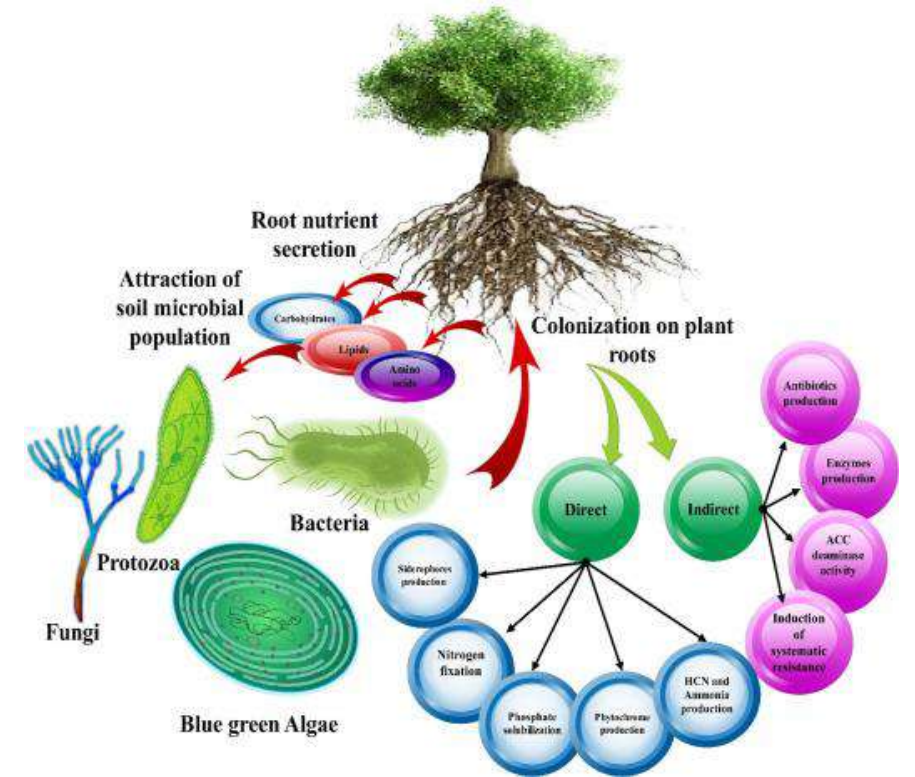 Root nutrient
secretion
Attraction of
soil microbial
population
Carbohydrates
Lipids
Amino
acids
Colonization on plant
roots
Antibiotics
production
Enzymes
production
ACC
deaminase
activity
Induction
of
systematic
resistance
Direct
Indirect
Bacteria
Protozoa
Fungi
Blue green Algae
Siderophores
production
Nitrogen
fixation
Phosphate
solubilization
Phytochrome
production
HCN and
Ammonia
production